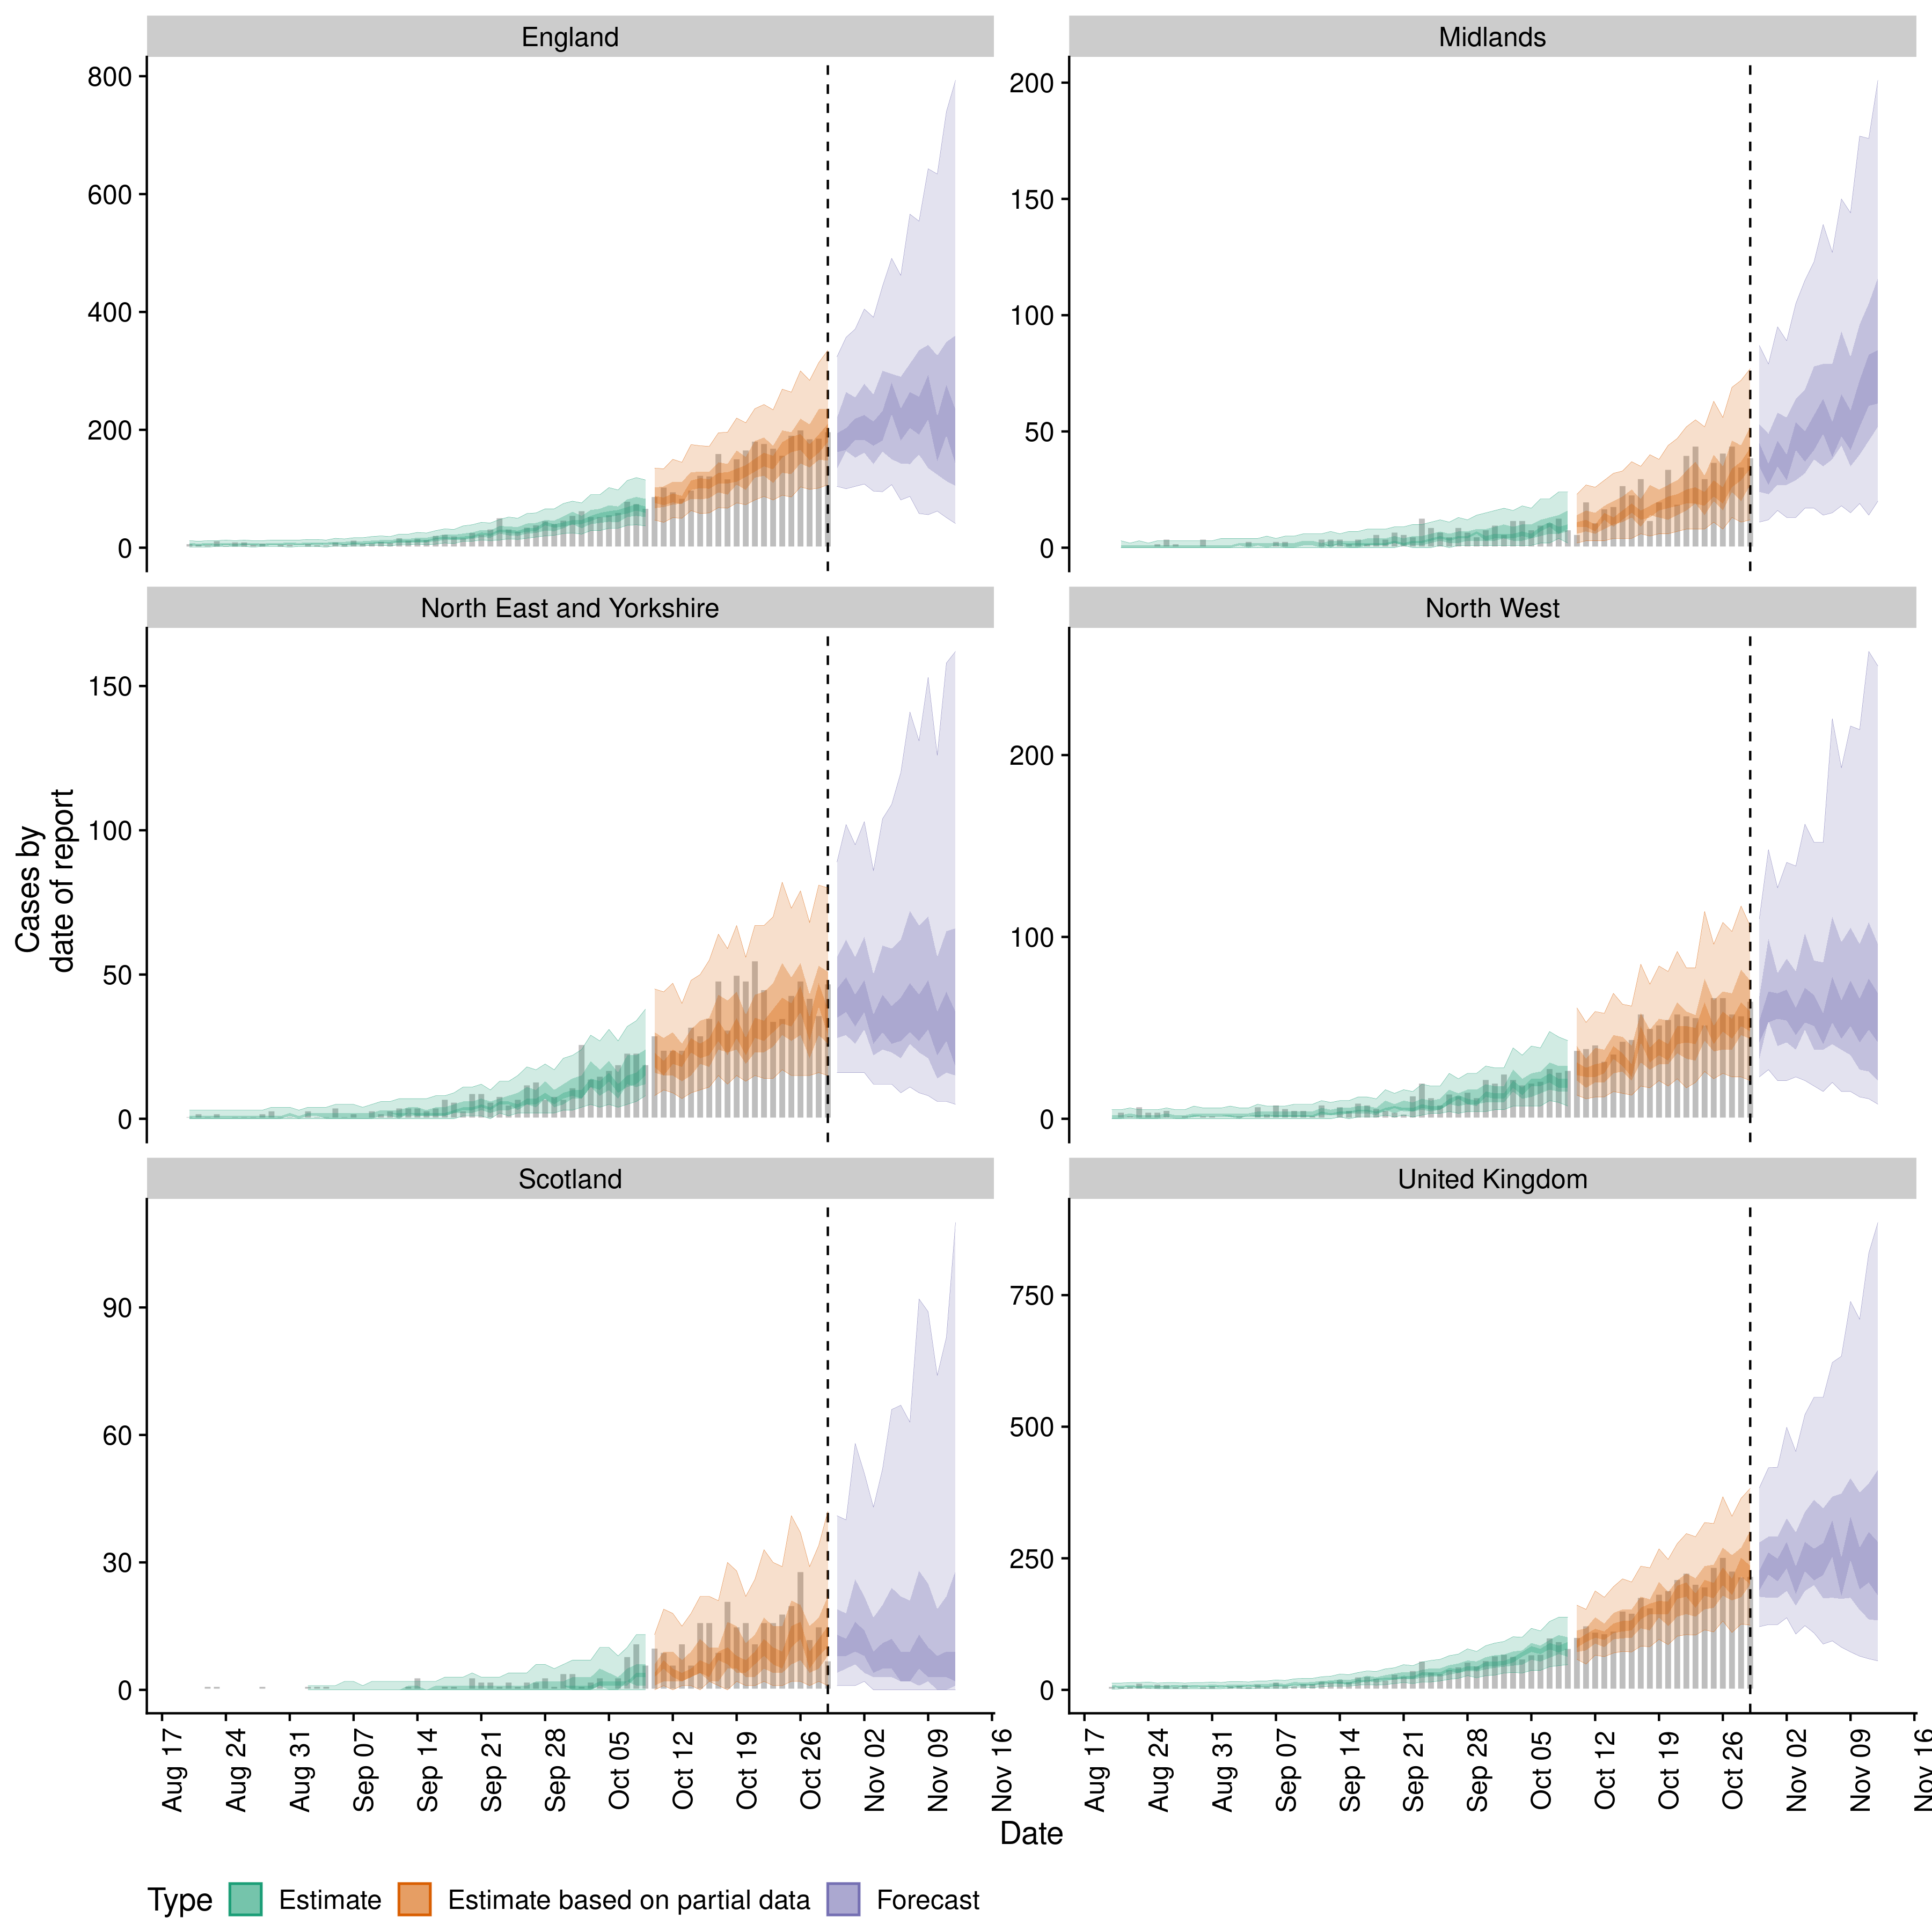 England
Midlands
800
600
400
200
0
200
150
100
50
0
North East and Yorkshire
North West
Cases by
date of report
150
100
50
0
200
100
0
Scotland
United Kingdom
90
60
30
0
750
500
250
0
Aug 17
Aug 24
Aug 31
Sep 07
Sep 14
Sep 21
Sep 28
Oct 05
Oct 12
Oct 19
Oct 26
Nov 02
Nov 09
Nov 16
Aug 17
Aug 24
Aug 31
Sep 07
Sep 14
Sep 21
Sep 28
Oct 05
Oct 12
Oct 19
Oct 26
Nov 02
Nov 09
Nov 16
Date
Type Estimate Estimate based on partial data Forecast